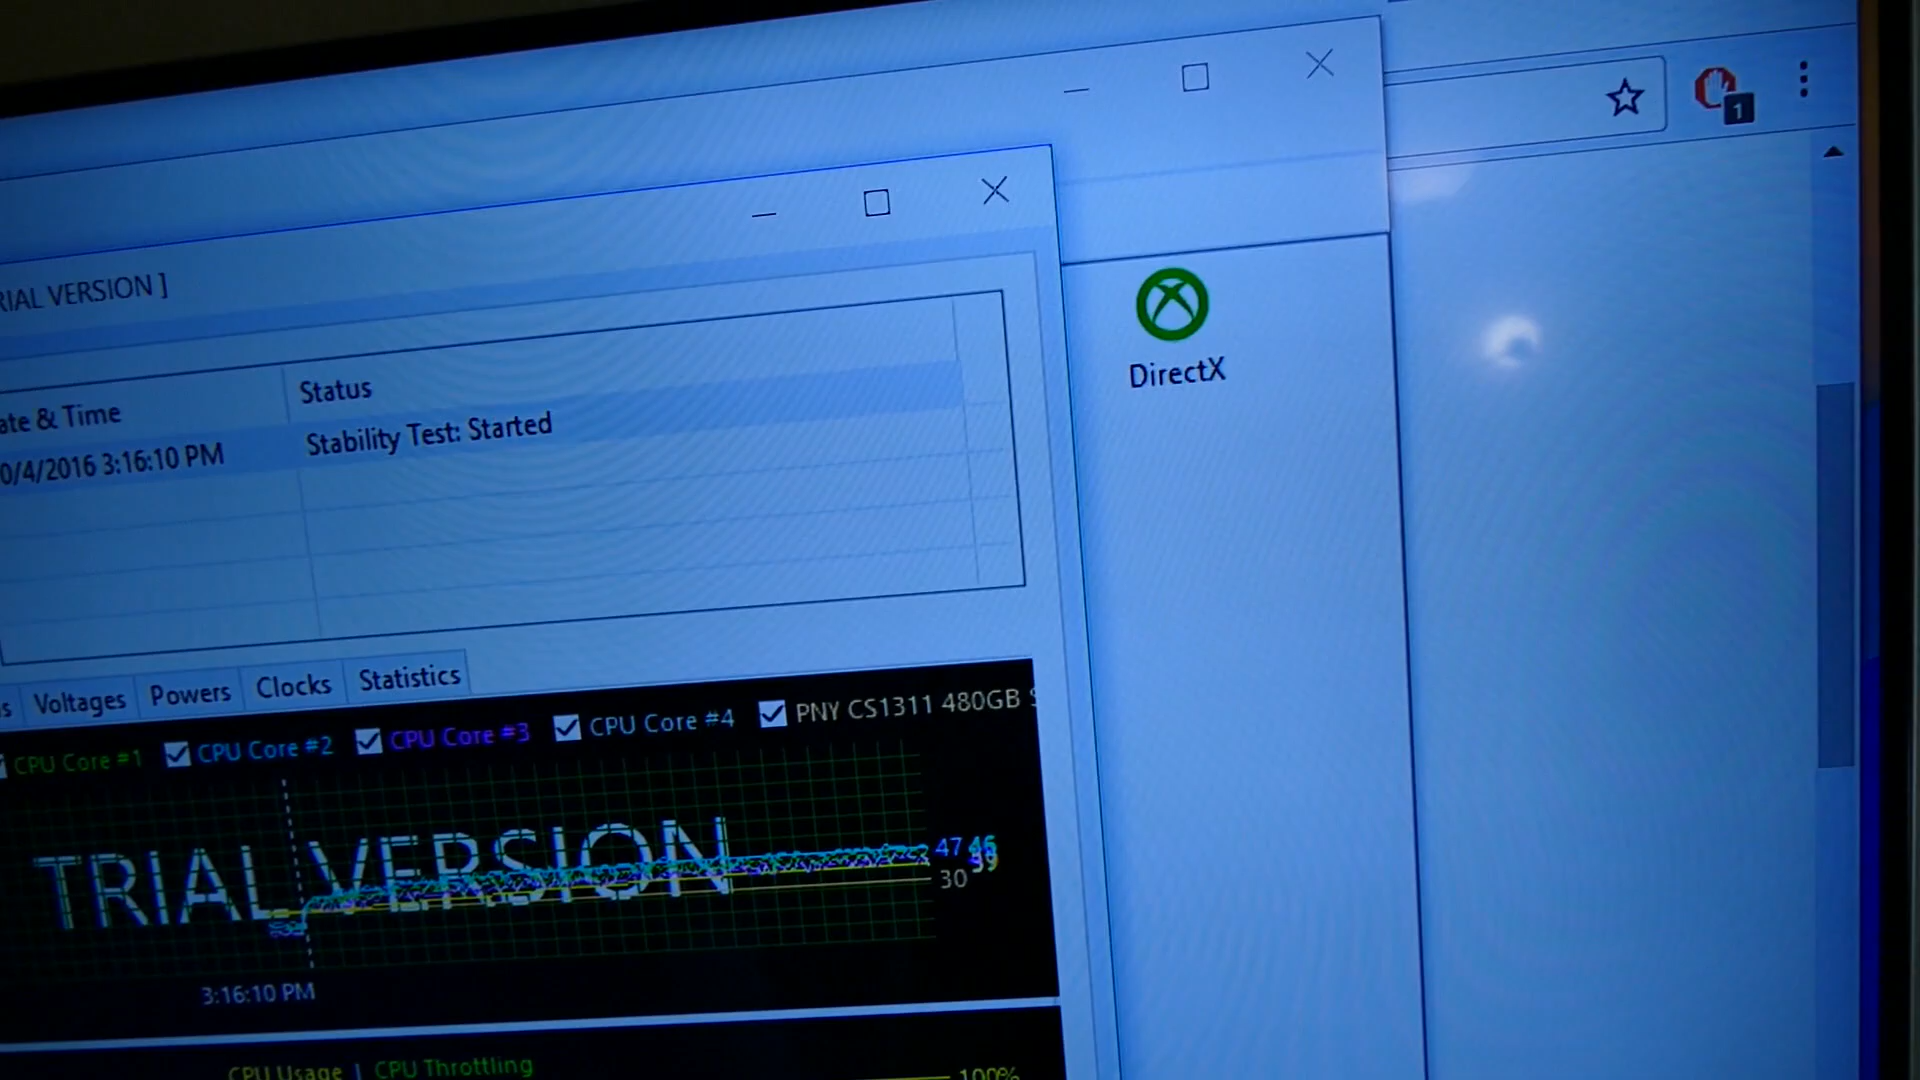 1
RIAL VERSION ]
DirectX
ate & Time
Status
0/4/2016 3:16:10 PM
Stability Test: Started
s
Voltages
Powers
Clocks
Statistics
CPU Core #1
CPU Core #2
CPU Core #3
CPU Core #4
PNY CS1311 480GB
TRIAL VERSION
47
30
3:16:10 PM
CPU Usage | CPU Throttling
100%